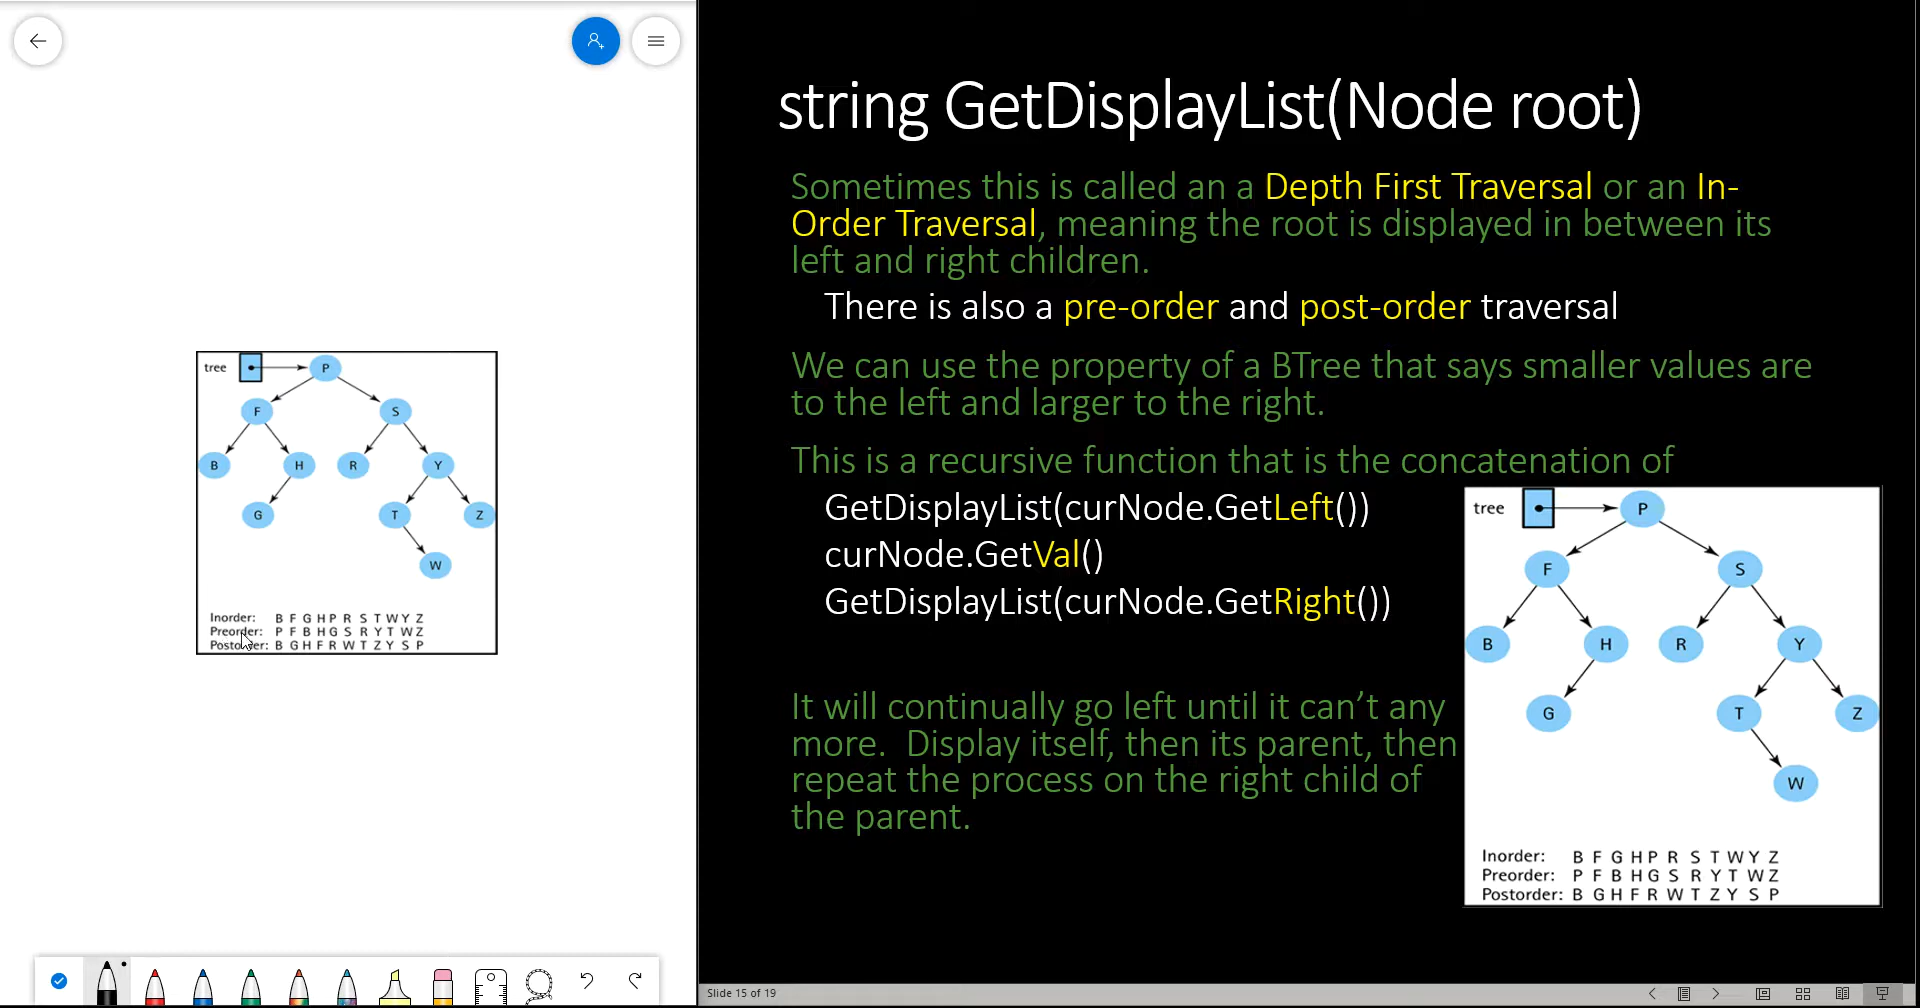 tree
P
F S
B H R Y
G T Z
W
Inorder: B F G H P R S T W Y Z
Preorder: P F B H G S R Y T W Z
Postorder: B G H F R W T Z Y S P
string GetDisplayList(Node root)
Sometimes this is called an a Depth First Traversal or an In-
Order Traversal, meaning the root is displayed in between its
left and right children.
There is also a pre-order and post-order traversal
We can use the property of a BTree that says smaller values are
to the left and larger to the right.
This is a recursive function that is the concatenation of
GetDisplayList(curNode.GetLeft())
curNode.GetVal()
GetDisplayList(curNode.GetRight())
It will continually go left until it can’t any
more. Display itself, then its parent, then
repeat the process on the right child of
the parent.
tree
P
F S
B H R Y
G T Z
W
Inorder: B F G H P R S T W Y Z
Preorder: P F B H G S R Y T W Z
Postorder: B G H F R W T Z Y S P
Slide 15 of 19